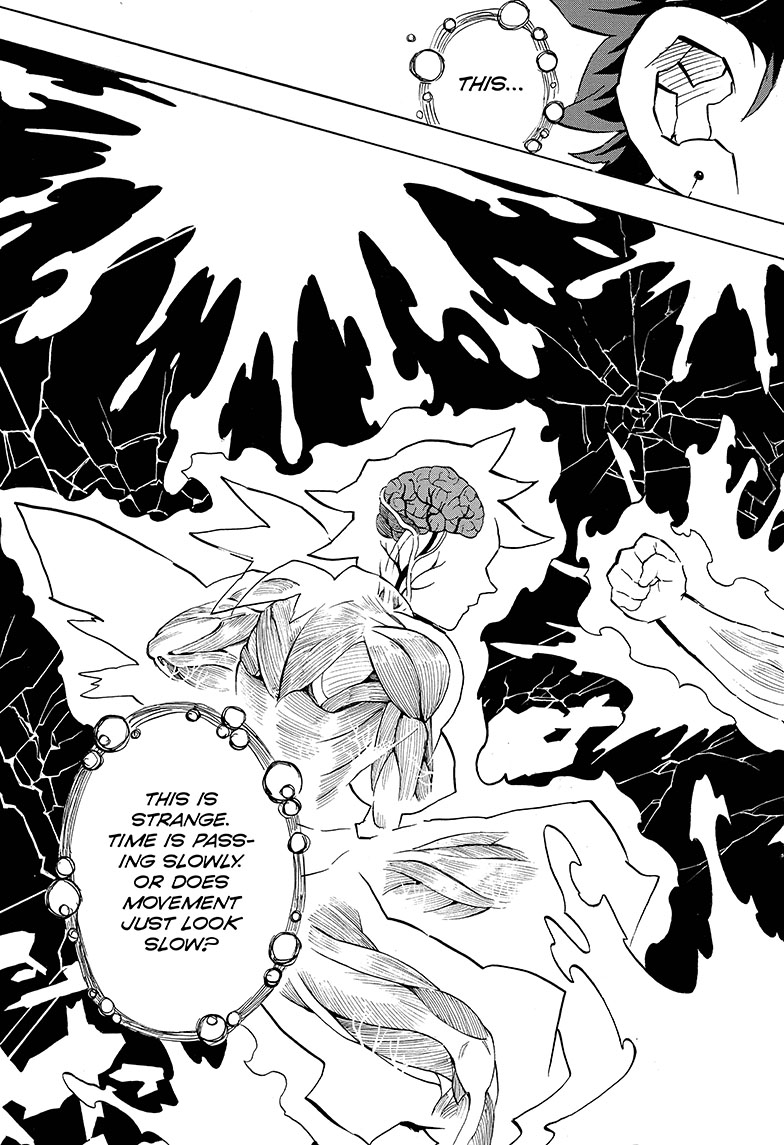 THIS...
THIS IS
STRANGE.
TIME IS PASS-
ING SLOWLY.
OR DOES
MOVEMENT
JUST LOOK
SLOW?